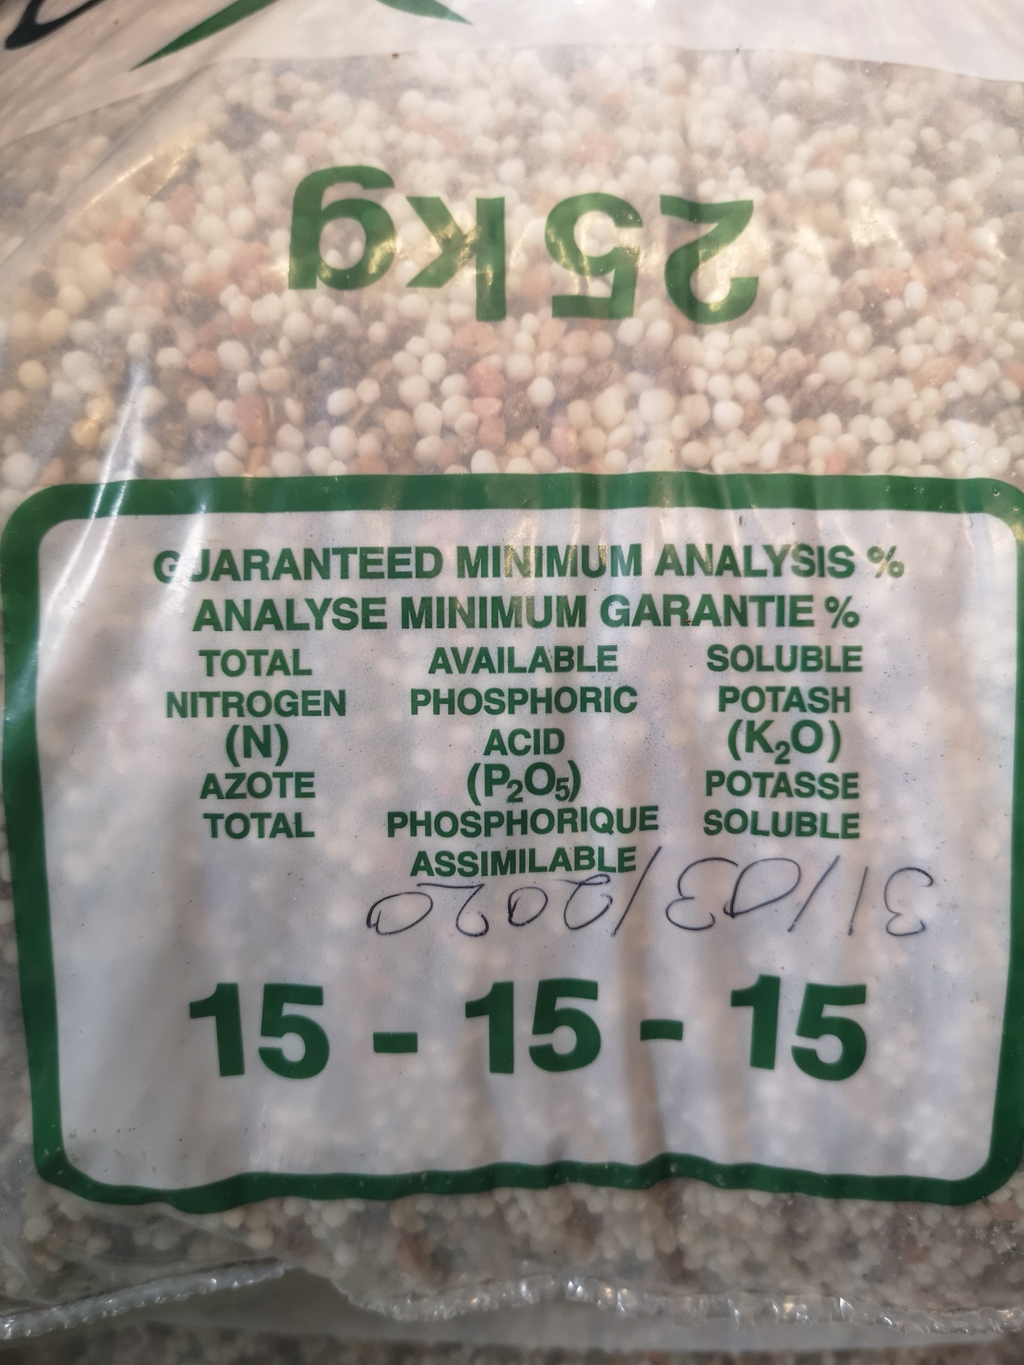 25kg
GUARANTEED MINIMUM ANALYSIS %
ANALYSE MINIMUM GARANTIE %
TOTAL NITROGEN (N) AZOTE TOTAL
AVAILABLE PHOSPHORIC ACID (P₂O₅) PHOSPHORIQUE ASSIMILABLE
SOLUBLE POTASH (K₂O) POTASSE SOLUBLE
31/03/2020
15 - 15 - 15